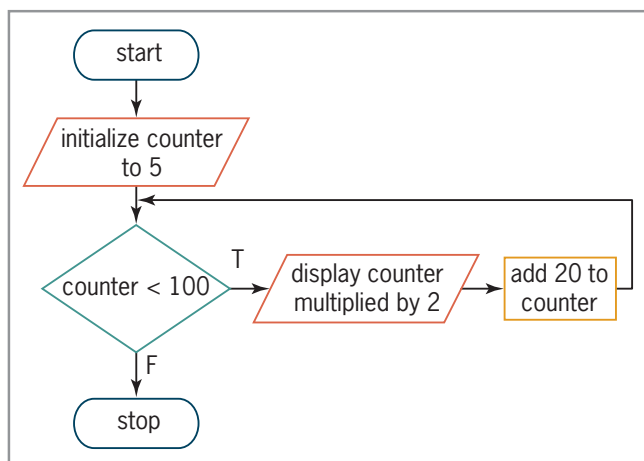 start
initialize counter
to 5
counter < 100
T
display counter
multiplied by 2
add 20 to
counter
F
stop